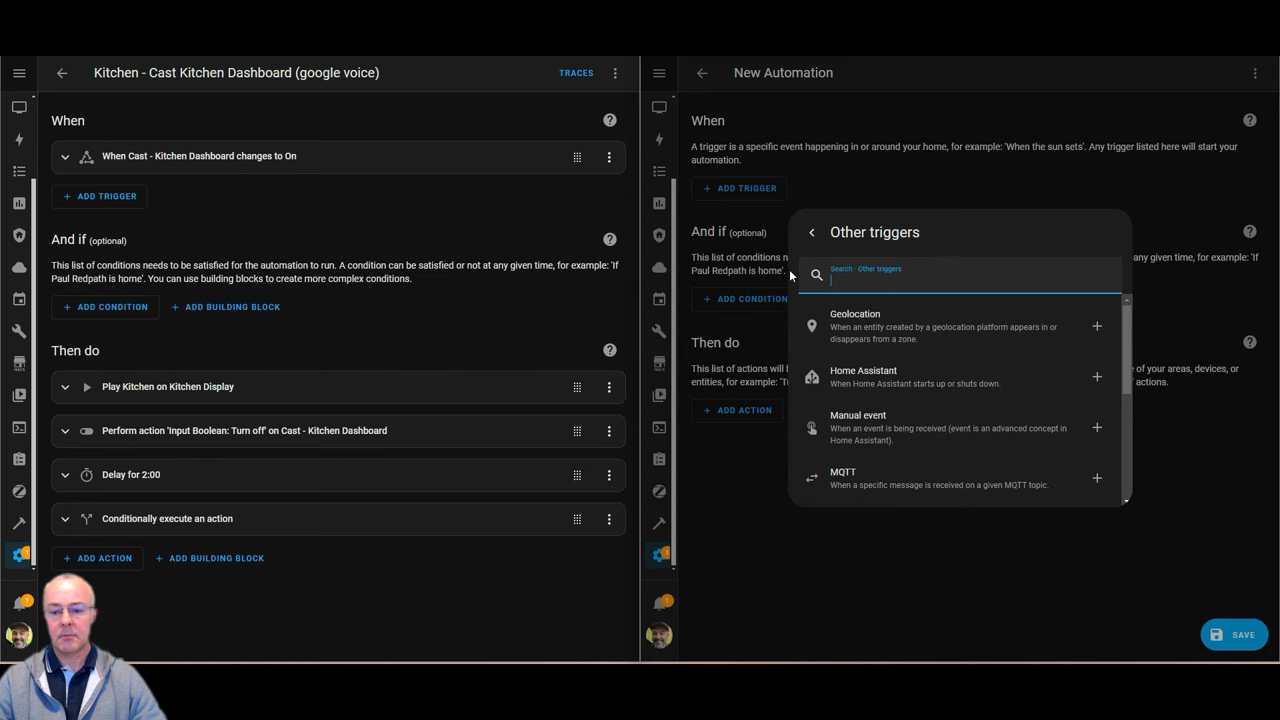 Kitchen - Cast Kitchen Dashboard (google voice)
TRACES
When
When Cast - Kitchen Dashboard changes to On
+ ADD TRIGGER
And if (optional)
This list of conditions needs to be satisfied for the automation to run. A condition can be satisfied or not at any given time, for example: 'If
Paul Redpath is home'. You can use building blocks to create more complex conditions.
+ ADD CONDITION
+ ADD BUILDING BLOCK
Then do
Play Kitchen on Kitchen Display
Perform action 'Input Boolean: Turn off' on Cast - Kitchen Dashboard
Delay for 2:00
Conditionally execute an action
+ ADD ACTION
+ ADD BUILDING BLOCK
1
1
New Automation
When
A trigger is a specific event happening in or around your home, for example: 'When the sun sets'. Any trigger listed here will start your
automation.
+ ADD TRIGGER
And if (optional)
This list of conditions n
any given time, for example: 'If
Paul Redpath is home'.
+ ADD CONDITION
Then do
This list of actions will b
e of your areas, devices, or
entities, for example: 'Tu
actions.
+ ADD ACTION
Other triggers
Search · Other triggers
Geolocation
When an entity created by a geolocation platform appears in or
disappears from a zone.
Home Assistant
When Home Assistant starts up or shuts down.
Manual event
When an event is being received (event is an advanced concept in
Home Assistant).
MQTT
When a specific message is received on a given MQTT topic.
1
1
SAVE